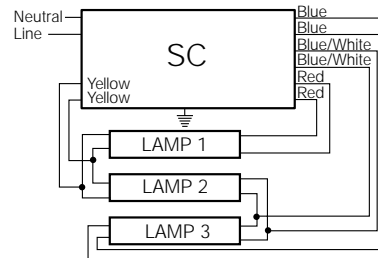 Neutral
Line
SC
Blue
Blue
Blue/White
Blue/White
Red
Red
Yellow
Yellow
LAMP 1
LAMP 2
LAMP 3